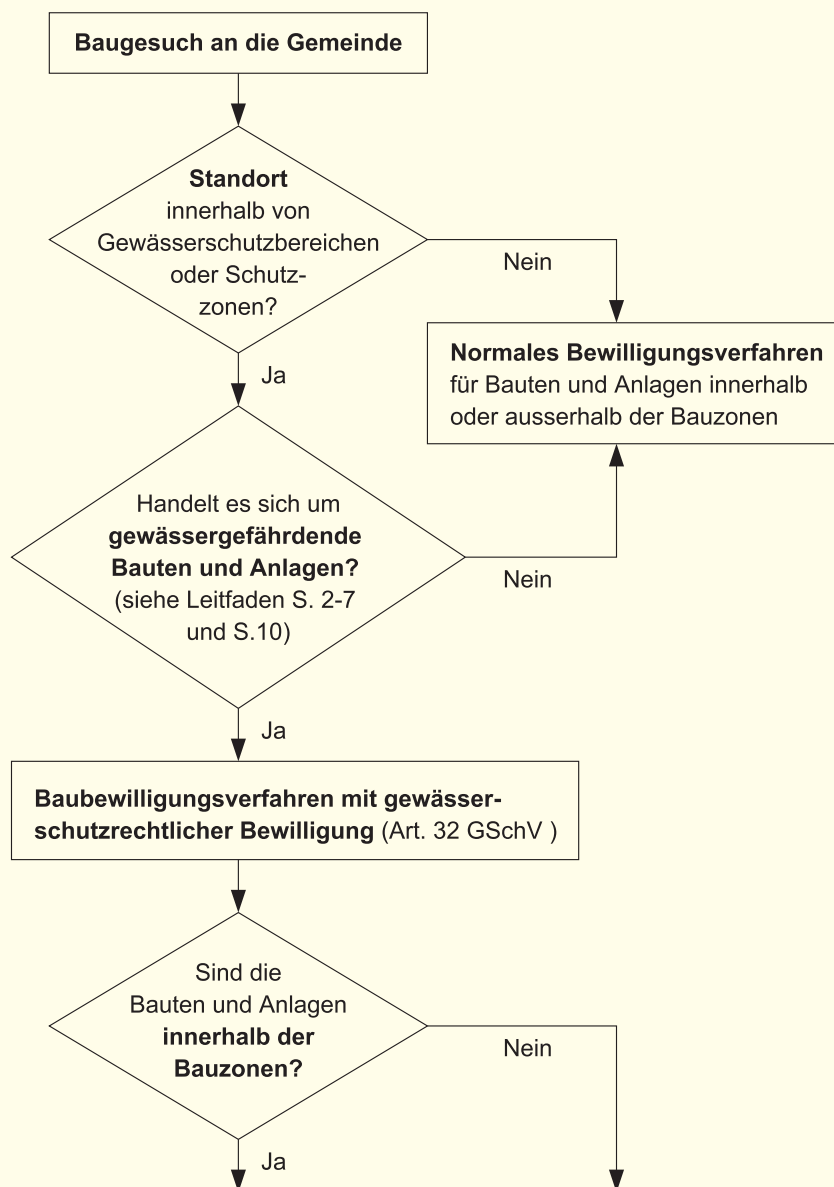 Baugesuch an die Gemeinde
Standort
innerhalb von
Gewässerschutzbereichen
oder Schutz-
zonen?
Nein
Ja
Normales Bewilligungsverfahren
für Bauten und Anlagen innerhalb
oder ausserhalb der Bauzonen
Handelt es sich um
gewässergefährdende
Bauten und Anlagen?
(siehe Leitfaden S. 2-7
und S.10)
Nein
Ja
Baubewilligungsverfahren mit gewässer-
schutzrechtlicher Bewilligung (Art. 32 GSchV )
Sind die
Bauten und Anlagen
innerhalb der
Bauzonen?
Nein
Ja